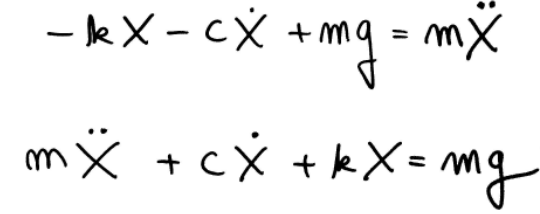 -kX - cẊ + mg = mẌ
mẌ + cẊ + kX = mg